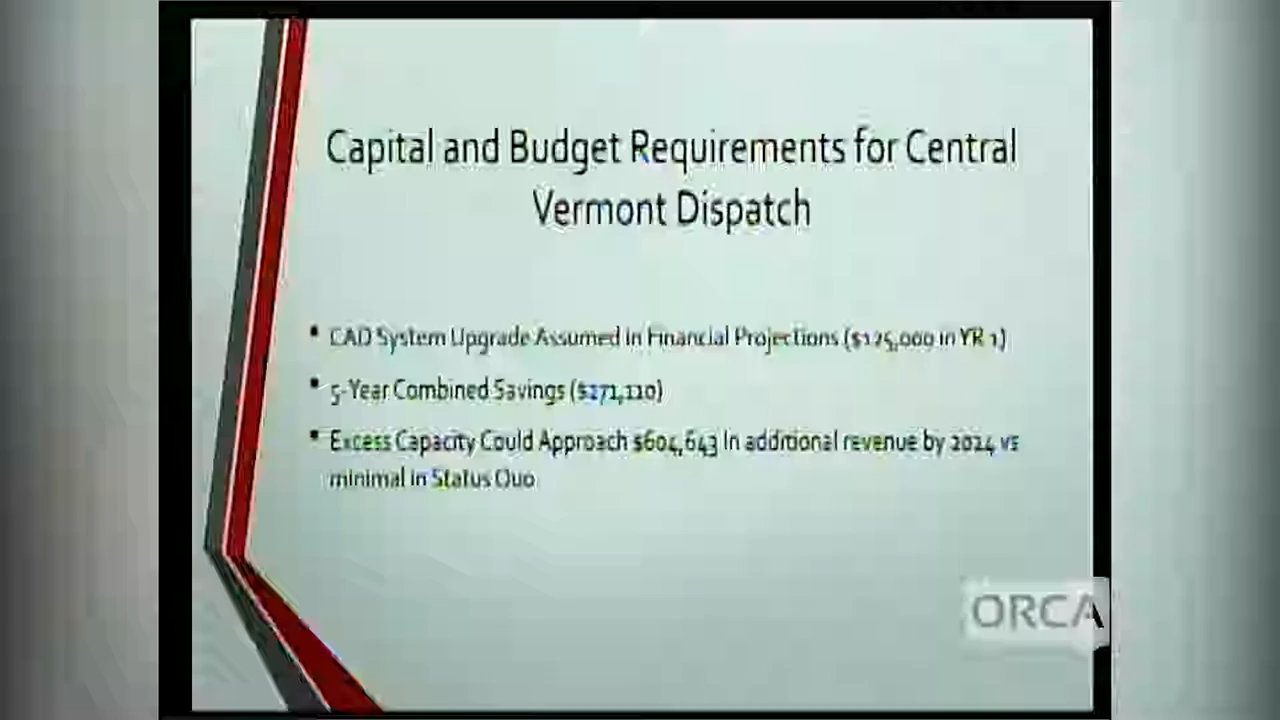 Capital and Budget Requirements for Central
Vermont Dispatch
CAD System Upgrade Assumed in Financial Projections ($125,000 in YR 1)
5-Year Combined Savings ($271,110)
Excess Capacity Could Approach $604,643 In additional revenue by 2024 vs
minimal in Status Quo
ORCA